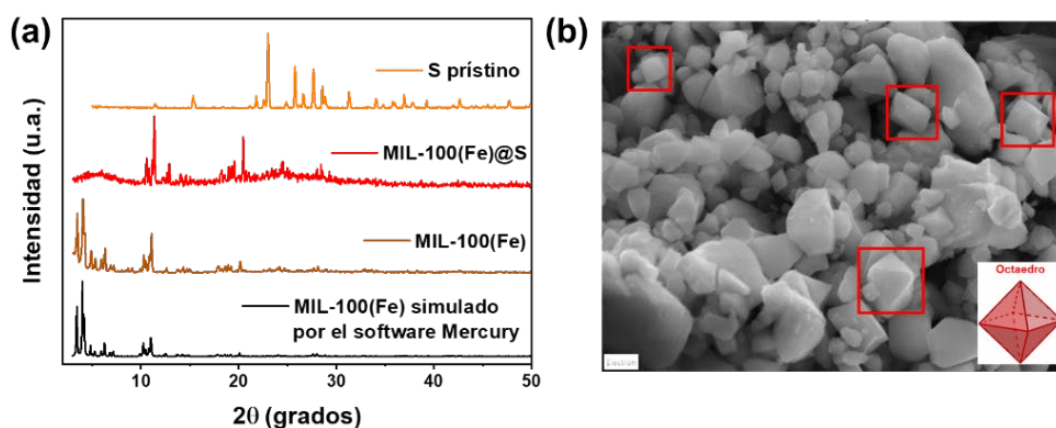 (a)
Intensidad (u.a.)
S prístino
MIL-100(Fe)@S
MIL-100(Fe)
MIL-100(Fe) simulado
por el software Mercury
10
20
30
40
50
2θ (grados)
(b)
Octaedro
Electron